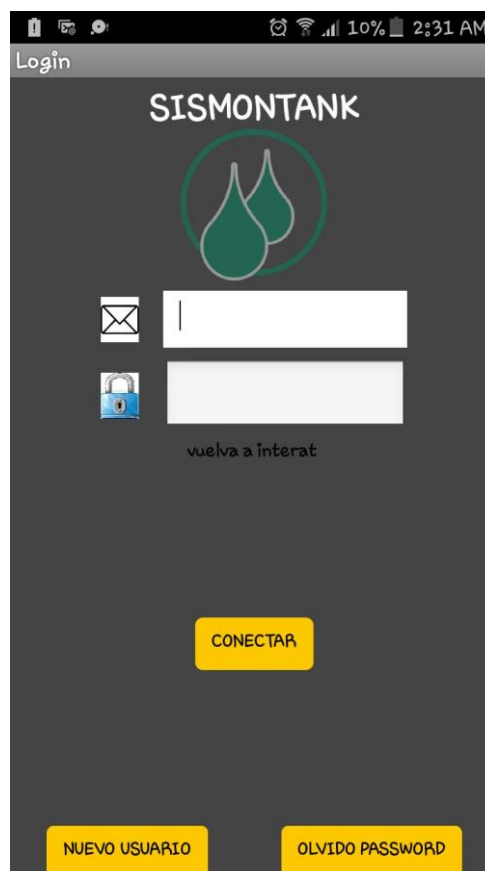 10% 2:31 AM
Login
SISMONTANK
vuelva a interat
CONECTAR
NUEVO USUARIO OLVIDO PASSWORD